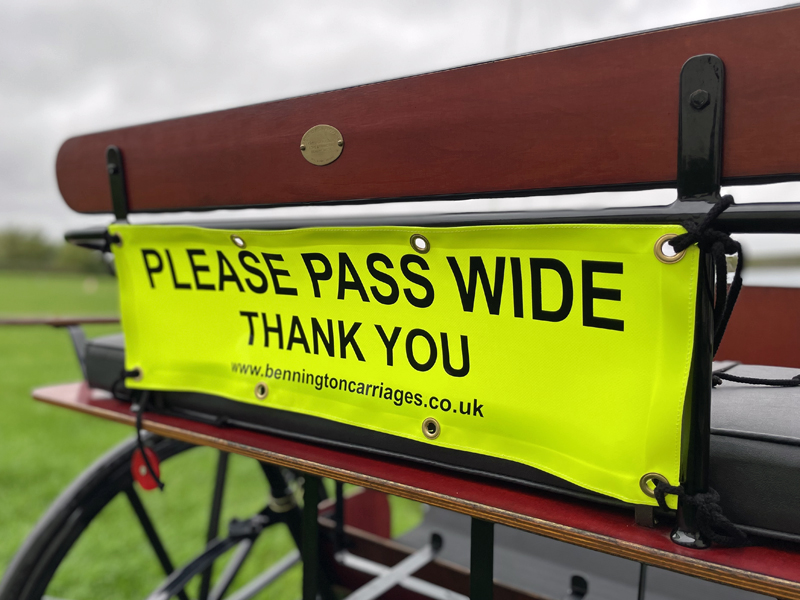 PLEASE PASS WIDE
THANK YOU
www.benningtoncarriages.co.uk